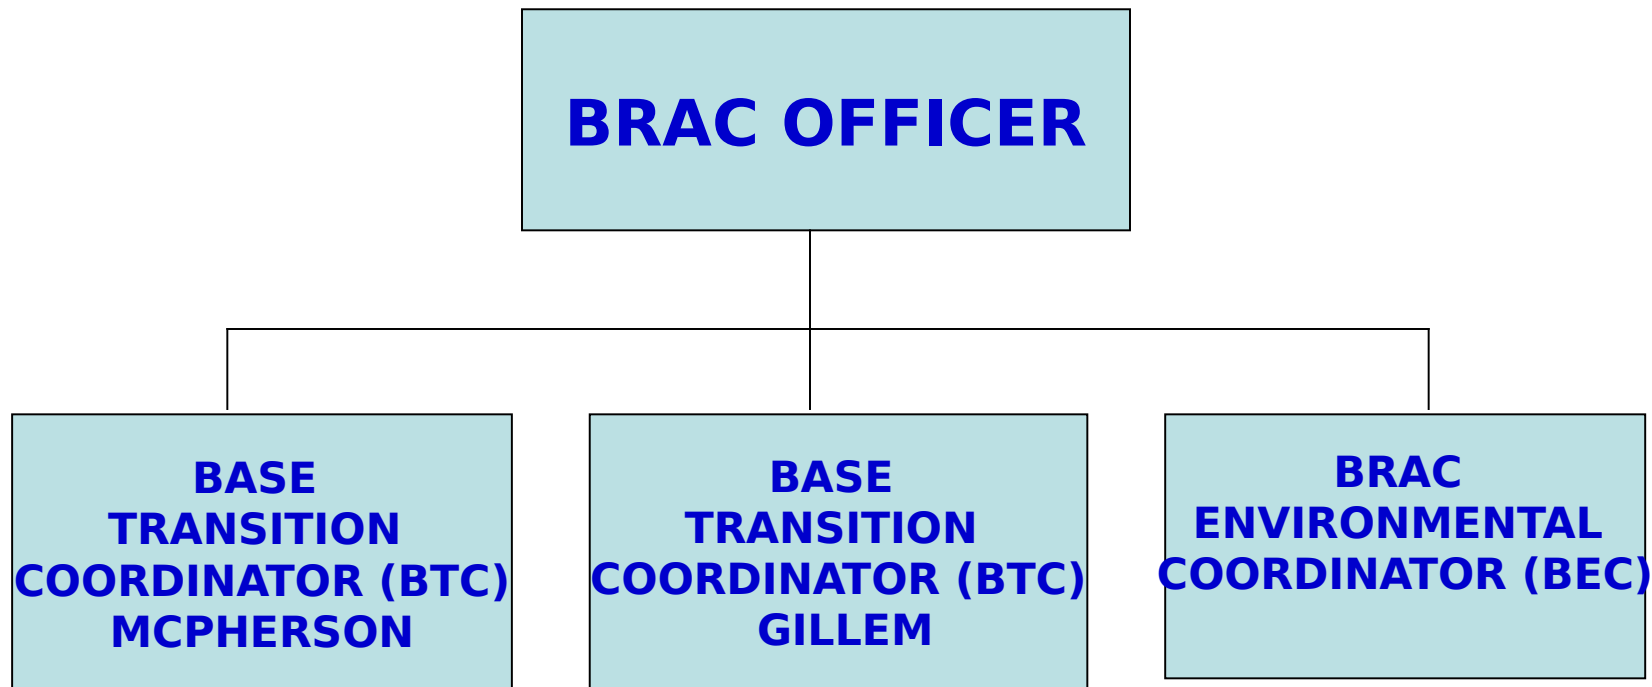 BRAC OFFICER
BASE
TRANSITION
COORDINATOR (BTC)
MCPHERSON
BASE
TRANSITION
COORDINATOR (BTC)
GILLEM
BRAC
ENVIRONMENTAL
COORDINATOR (BEC)